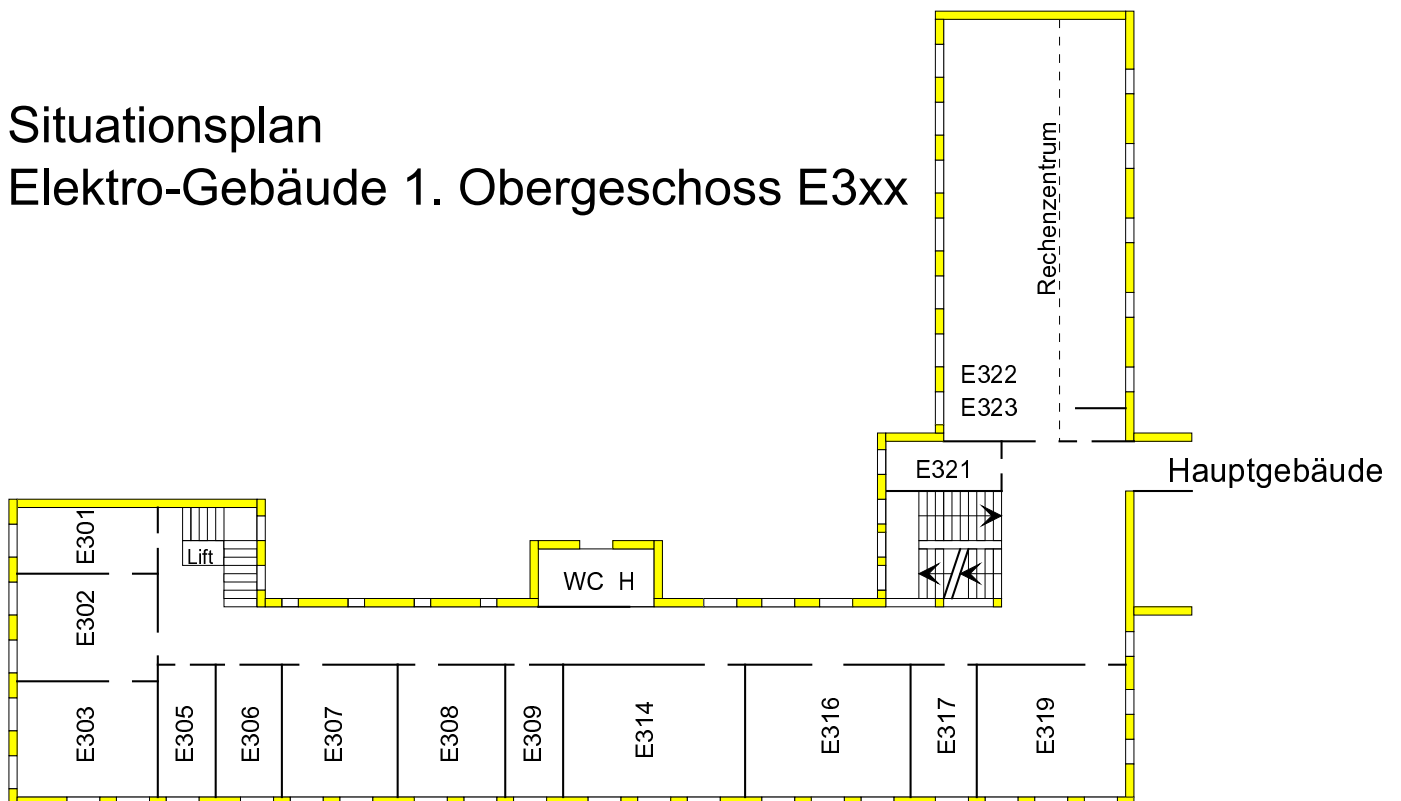 Situationsplan
Elektro-Gebäude 1. Obergeschoss E3xx
Rechenzentrum
E322
E323
E321
Hauptgebäude
E301
Lift
E302
WC H
E303
E305
E306
E307
E308
E309
E314
E316
E317
E319